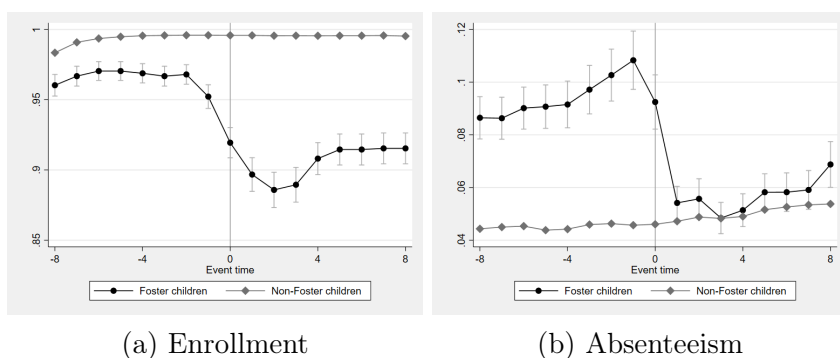 1
.95
.9
.85
-8 -4 0 4 8
Event time
Foster children Non-Foster children
.1
.08
.06
.04
-8 -4 0 4 8
Event time
Foster children Non-Foster children
(a) Enrollment
(b) Absenteeism